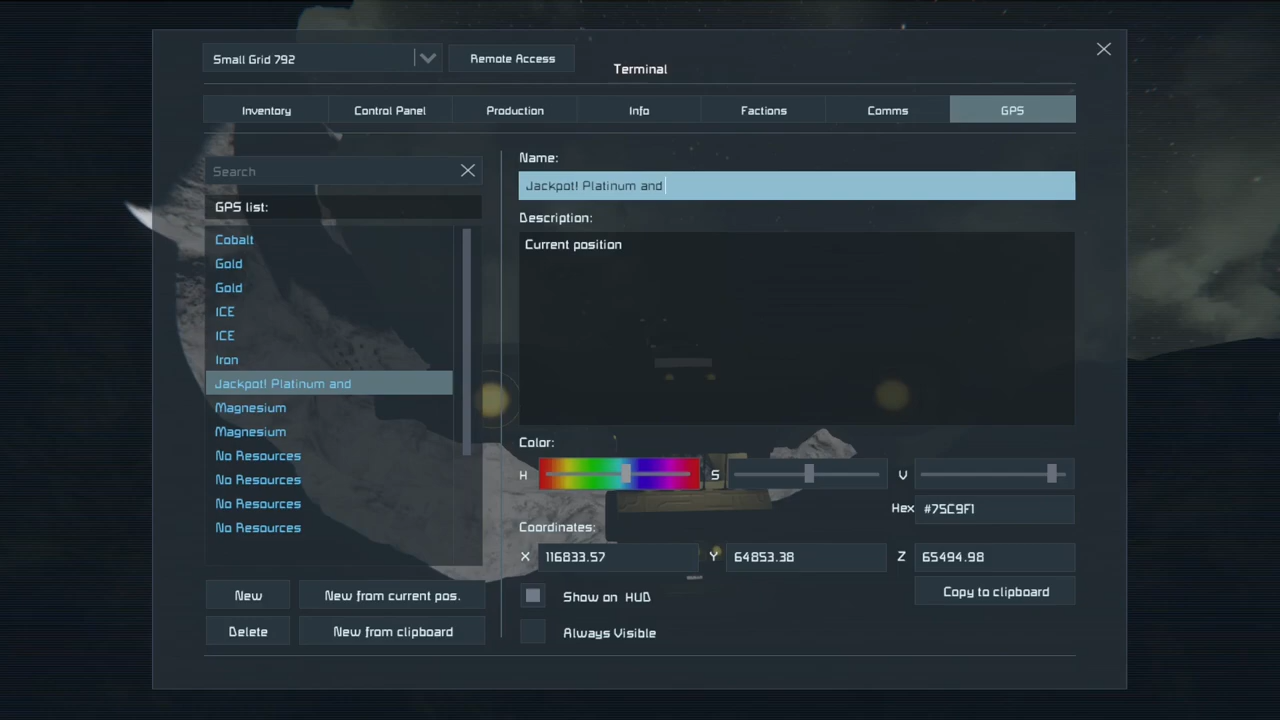 Small Grid 792
Remote Access
Terminal
Inventory
Control Panel
Production
Info
Factions
Comms
GPS
Search
GPS list:
Cobalt
Gold
Gold
ICE
ICE
Iron
Jackpot! Platinum and
Magnesium
Magnesium
No Resources
No Resources
No Resources
No Resources
New
New from current pos.
Delete
New from clipboard
Name:
Jackpot! Platinum and
Description:
Current position
Color:
H
S
V
Hex #75C9F1
Coordinates:
X 116833.57
Y 64853.38
Z 65494.98
Show on HUD
Copy to clipboard
Always Visible